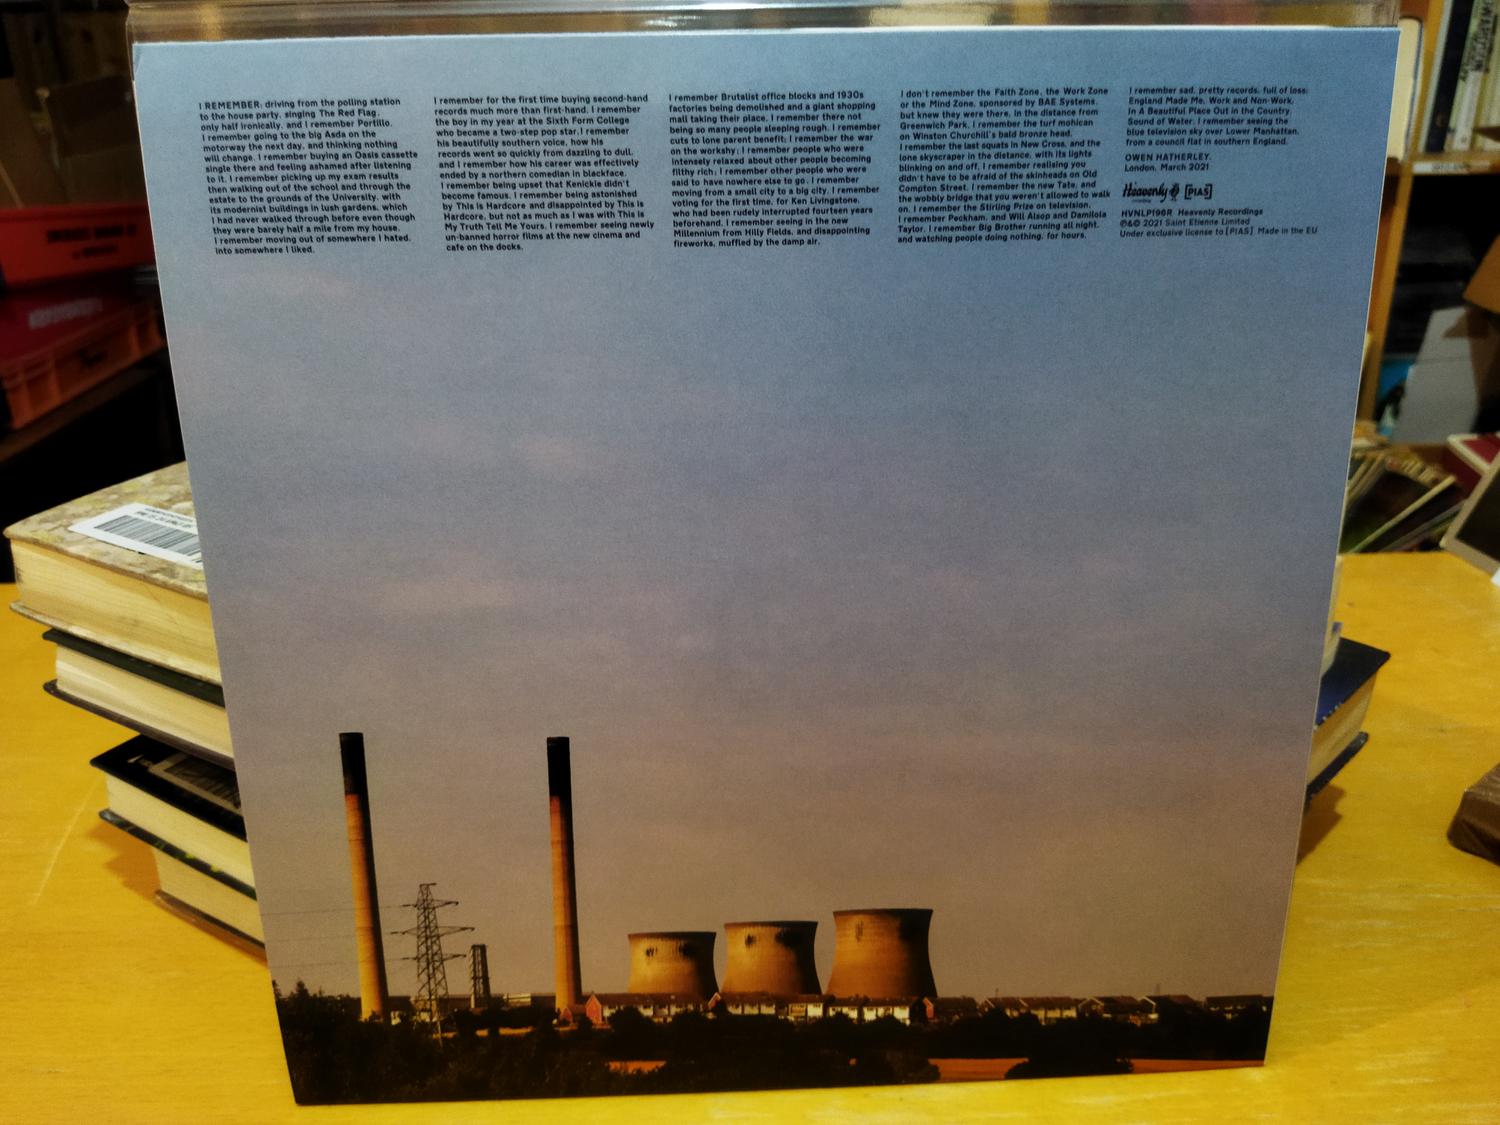 I REMEMBER: driving from the polling station
to the house party, singing The Red Flag,
only half ironically, and I remember Portillo.
I remember going to the big Asda on the
motorway the next day, and thinking nothing
will change. I remember buying an Oasis cassette
single there and feeling ashamed after listening
to it. I remember picking up my exam results
then walking out of the school and through the
estate to the grounds of the University, with
its modernist buildings in lush gardens, which
I had never walked through before even though
they were barely half a mile from my house.
I remember moving out of somewhere I hated,
into somewhere I liked.
I remember for the first time buying second-hand
records much more than first-hand. I remember
the boy in my year at the Sixth Form College
who became a two-step pop star. I remember
his beautifully southern voice, how his
records went so quickly from dazzling to dull,
and I remember how his career was effectively
ended by a northern comedian in blackface.
I remember being upset that Kenickie didn't
become famous. I remember being astonished
by This is Hardcore and disappointed by This is
Hardcore, but not as much as I was with This is
My Truth Tell Me Yours. I remember seeing newly
un-banned horror films at the new cinema and
cafe on the docks.
I remember Brutalist office blocks and 1930s
factories being demolished and a giant shopping
mall taking their place. I remember there not
being so many people sleeping rough. I remember
cuts to lone parent benefit; I remember the war
on the workshy; I remember people who were
intensely relaxed about other people becoming
filthy rich; I remember other people who were
said to have nowhere else to go. I remember
moving from a small city to a big city. I remember
voting for the first time, for Ken Livingstone,
who had been rudely interrupted fourteen years
beforehand. I remember seeing in the new
Millennium from Hilly Fields, and disappointing
fireworks, muffled by the damp air.
I don't remember the Faith Zone, the Work Zone
or the Mind Zone, sponsored by BAE Systems,
but knew they were there, in the distance from
Greenwich Park. I remember the turf mohican
on Winston Churchill's bald bronze head.
I remember the last squats in New Cross, and the
lone skyscraper in the distance, with its lights
blinking on and off. I remember realising you
didn't have to be afraid of the skinheads on Old
Compton Street. I remember the new Tate, and
the wobbly bridge that you weren't allowed to walk
on. I remember the Stirling Prize on television.
I remember Peckham, and Will Alsop and Damilola
Taylor. I remember Big Brother running all night,
and watching people doing nothing, for hours.
I remember sad, pretty records, full of loss:
England Made Me, Work and Non-Work,
In A Beautiful Place Out in the Country,
Sound of Water. I remember seeing the
blue television sky over Lower Manhattan,
from a council flat in southern England.
OWEN HATHERLEY,
London, March 2021
Heavenly [PIAS]
HVNLP196R Heavenly Recordings
℗&© 2021 Saint Etienne Limited
Under exclusive license to [PIAS] Made in the EU